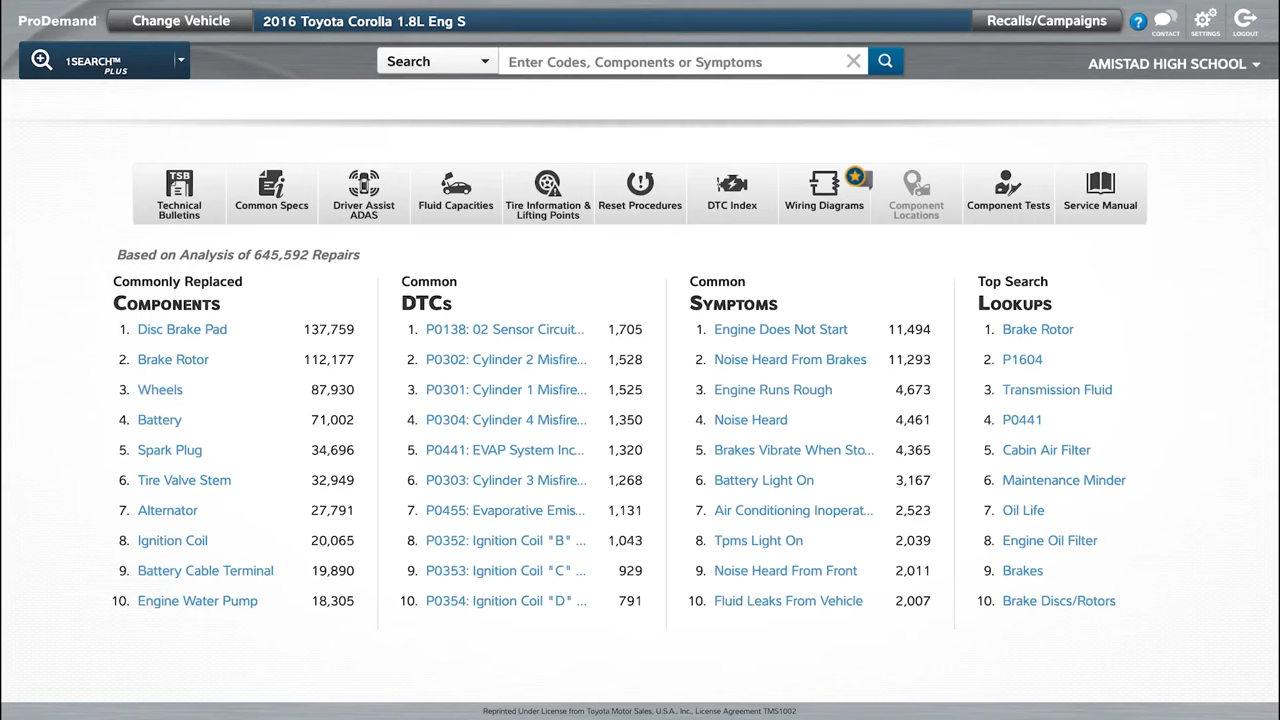 ProDemand Change Vehicle 2016 Toyota Corolla 1.8L Eng S Recalls/Campaigns ? CONTACT SETTINGS LOGOUT
1SEARCH™ PLUS Search Enter Codes, Components or Symptoms AMISTAD HIGH SCHOOL
TSB
Technical Bulletins
Common Specs
Driver Assist ADAS
Fluid Capacities
Tire Information & Lifting Points
Reset Procedures
DTC Index
Wiring Diagrams
Component Locations
Component Tests
Service Manual
Based on Analysis of 645,592 Repairs
Commonly Replaced
COMPONENTS
1. Disc Brake Pad 137,759
2. Brake Rotor 112,177
3. Wheels 87,930
4. Battery 71,002
5. Spark Plug 34,696
6. Tire Valve Stem 32,949
7. Alternator 27,791
8. Ignition Coil 20,065
9. Battery Cable Terminal 19,890
10. Engine Water Pump 18,305
Common
DTCs
1. P0138: 02 Sensor Circuit... 1,705
2. P0302: Cylinder 2 Misfire... 1,528
3. P0301: Cylinder 1 Misfire... 1,525
4. P0304: Cylinder 4 Misfire... 1,350
5. P0441: EVAP System Inc... 1,320
6. P0303: Cylinder 3 Misfire... 1,268
7. P0455: Evaporative Emis... 1,131
8. P0352: Ignition Coil "B" ... 1,043
9. P0353: Ignition Coil "C" ... 929
10. P0354: Ignition Coil "D" ... 791
Common
SYMPTOMS
1. Engine Does Not Start 11,494
2. Noise Heard From Brakes 11,293
3. Engine Runs Rough 4,673
4. Noise Heard 4,461
5. Brakes Vibrate When Sto... 4,365
6. Battery Light On 3,167
7. Air Conditioning Inoperat... 2,523
8. Tpms Light On 2,039
9. Noise Heard From Front 2,011
10. Fluid Leaks From Vehicle 2,007
Top Search
LOOKUPS
1. Brake Rotor
2. P1604
3. Transmission Fluid
4. P0441
5. Cabin Air Filter
6. Maintenance Minder
7. Oil Life
8. Engine Oil Filter
9. Brakes
10. Brake Discs/Rotors
Reprinted Under License from Toyota Motor Sales, U.S.A., Inc., License Agreement TMS1002